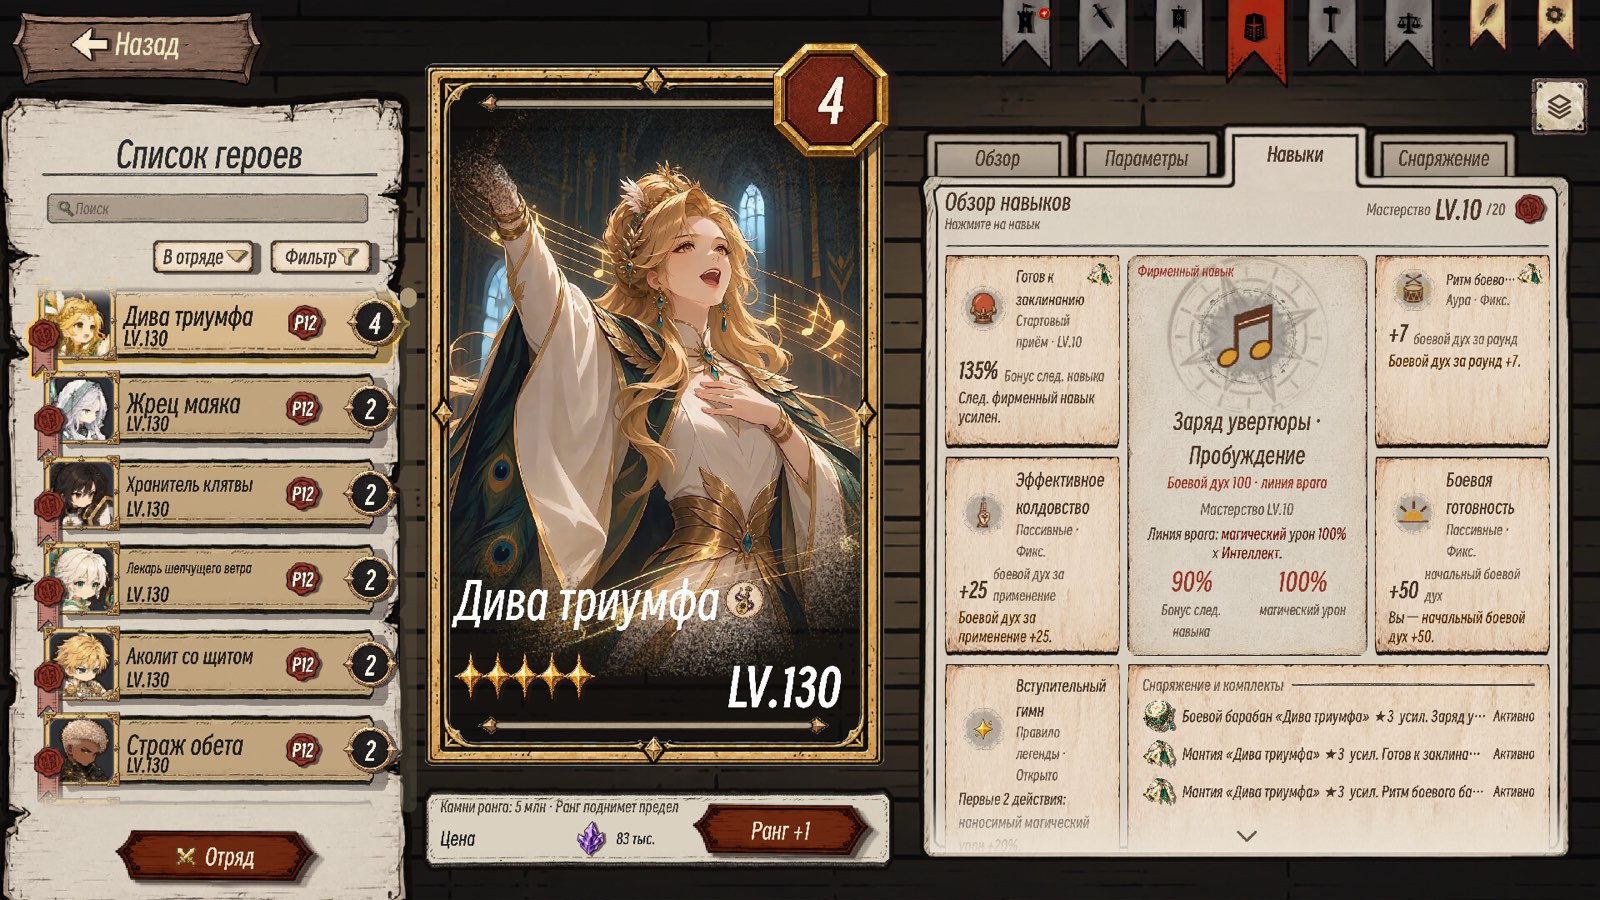 Назад
Список героев
Поиск
В отряде
Фильтр
Дива триумфа
LV.130
P12
4
Жрец маяка
LV.130
P12
2
Хранитель клятвы
LV.130
P12
2
Лекарь шепчущего ветра
LV.130
P12
2
Аколит со щитом
LV.130
P12
2
Страж обета
LV.130
P12
2
Отряд
4
Дива триумфа
LV.130
Камни ранга: 5 млн · Ранг поднимет предел
Цена
83 тыс.
Ранг +1
Обзор
Параметры
Навыки
Снаряжение
Обзор навыков
Нажмите на навык
Мастерство LV.10 /20
Готов к
заклинанию
Стартовый
приём · LV.10
135% Бонус след. навыка
След. фирменный навык
усилен.
Фирменный навык
Заряд увертюры ·
Пробуждение
Боевой дух 100 · линия врага
Мастерство LV.10
Линия врага: магический урон 100%
x Интеллект.
90%
Бонус след.
навыка
100%
магический урон
Ритм боево···
Аура · Фикс.
+7 боевой дух за раунд
Боевой дух за раунд +7.
Эффективное
колдовство
Пассивные ·
Фикс.
+25 боевой дух за
применение
Боевой дух за
применение +25.
Боевая
готовность
Пассивные ·
Фикс.
+50 начальный боевой
дух
Вы — начальный боевой
дух +50.
Вступительный
гимн
Правило
легенды ·
Открыто
Первые 2 действия:
наносимый магический
урон +20%
Снаряжение и комплекты
Боевой барабан «Дива триумфа» ★3 усил. Заряд у··· Активно
Мантия «Дива триумфа» ★3 усил. Готов к заклина··· Активно
Мантия «Дива триумфа» ★3 усил. Ритм боевого ба··· Активно